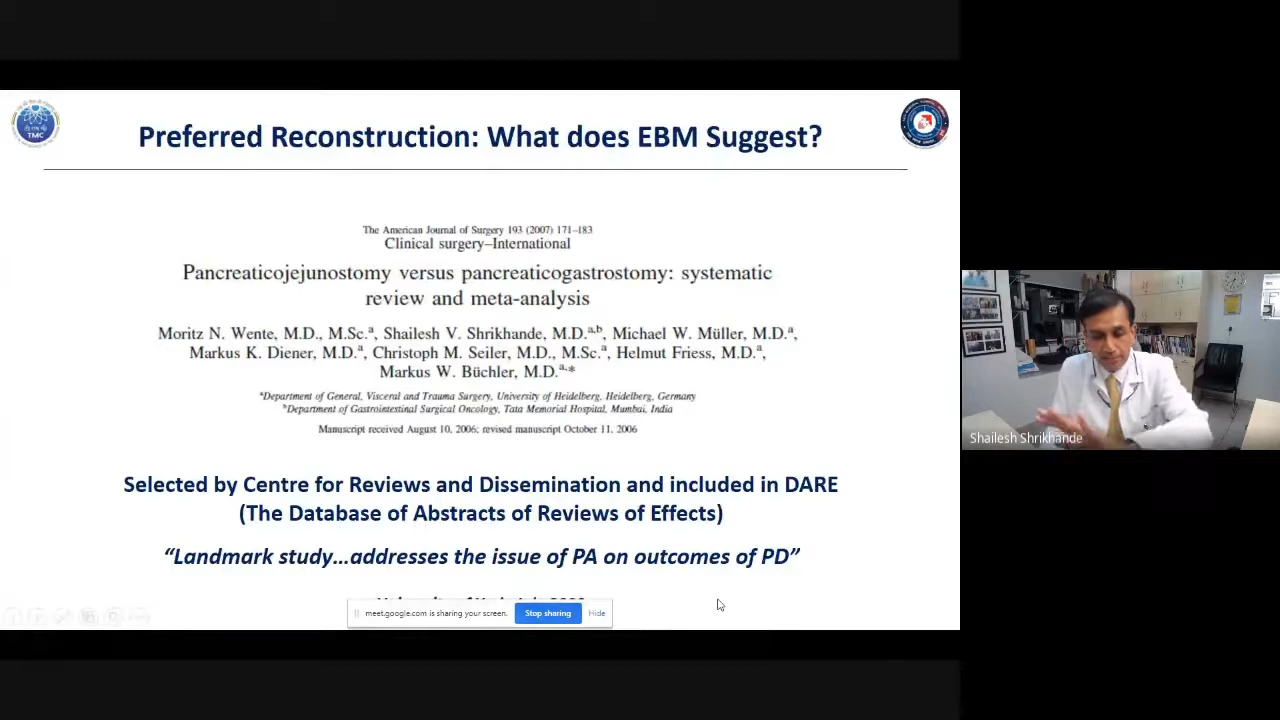 TMC
Preferred Reconstruction: What does EBM Suggest?
The American Journal of Surgery 193 (2007) 171–183
Clinical surgery–International
Pancreaticojejunostomy versus pancreaticogastrostomy: systematic
review and meta-analysis
Moritz N. Wente, M.D., M.Sc.a, Shailesh V. Shrikhande, M.D.a,b, Michael W. Müller, M.D.a,
Markus K. Diener, M.D.a, Christoph M. Seiler, M.D., M.Sc.a, Helmut Friess, M.D.a,
Markus W. Büchler, M.D.a,*
aDepartment of General, Visceral and Trauma Surgery, University of Heidelberg, Heidelberg, Germany
bDepartment of Gastrointestinal Surgical Oncology, Tata Memorial Hospital, Mumbai, India
Manuscript received August 10, 2006; revised manuscript October 11, 2006
Selected by Centre for Reviews and Dissemination and included in DARE
(The Database of Abstracts of Reviews of Effects)
“Landmark study…addresses the issue of PA on outcomes of PD”
meet.google.com is sharing your screen.
Stop sharing
Hide
Shailesh Shrikhande